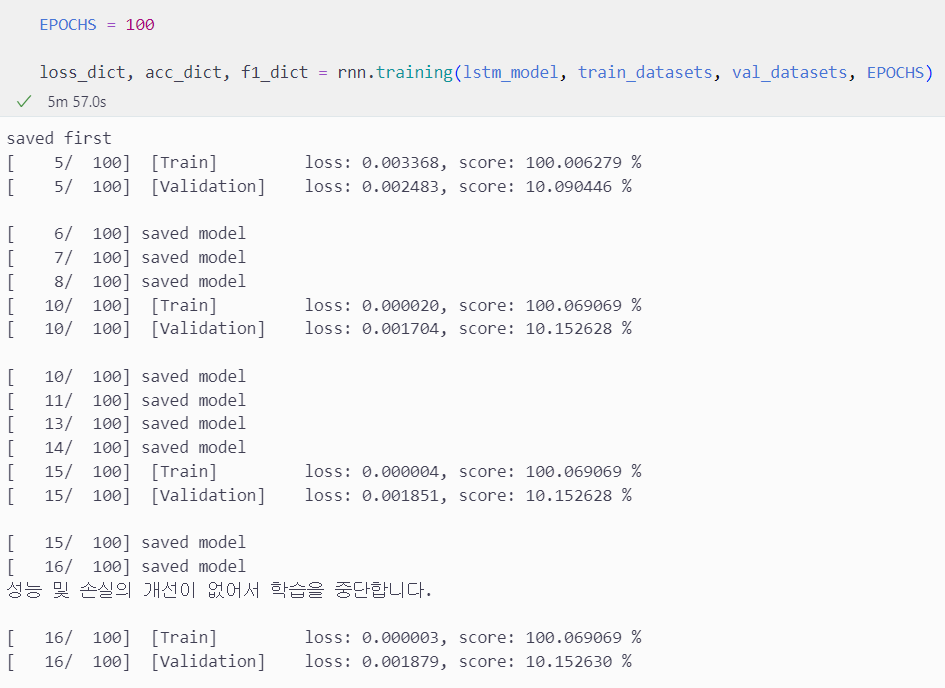 EPOCHS = 100
loss_dict, acc_dict, f1_dict = rnn.training(lstm_model, train_datasets, val_datasets, EPOCHS)
5m 57.0s
saved first
[    5/  100]  [Train]         loss: 0.003368, score: 100.006279 %
[    5/  100]  [Validation]    loss: 0.002483, score: 10.090446 %
[    6/  100] saved model
[    7/  100] saved model
[    8/  100] saved model
[   10/  100]  [Train]         loss: 0.000020, score: 100.069069 %
[   10/  100]  [Validation]    loss: 0.001704, score: 10.152628 %
[   10/  100] saved model
[   11/  100] saved model
[   13/  100] saved model
[   14/  100] saved model
[   15/  100]  [Train]         loss: 0.000004, score: 100.069069 %
[   15/  100]  [Validation]    loss: 0.001851, score: 10.152628 %
[   15/  100] saved model
[   16/  100] saved model
성능 및 손실의 개선이 없어서 학습을 중단합니다.
[   16/  100]  [Train]         loss: 0.000003, score: 100.069069 %
[   16/  100]  [Validation]    loss: 0.001879, score: 10.152630 %